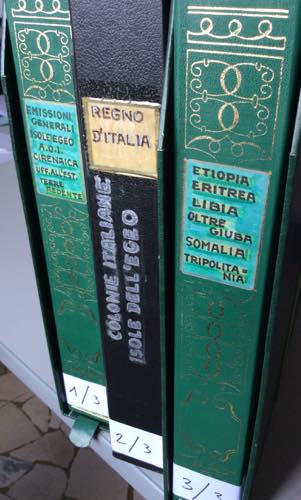 EMISSIONI
GENERALI
ISOLE EGEO
A.O.I.
CIRENAICA
UFF. ALL'EST.
TERRE
REDENTE
1/3
REGNO
D'ITALIA
COLONIE ITALIANE
ISOLE DELL'EGEO
2/3
ETIOPIA
ERITREA
LIBIA
OLTRE
GIUBA
SOMALIA
TRIPOLITA=
NIA
3/3